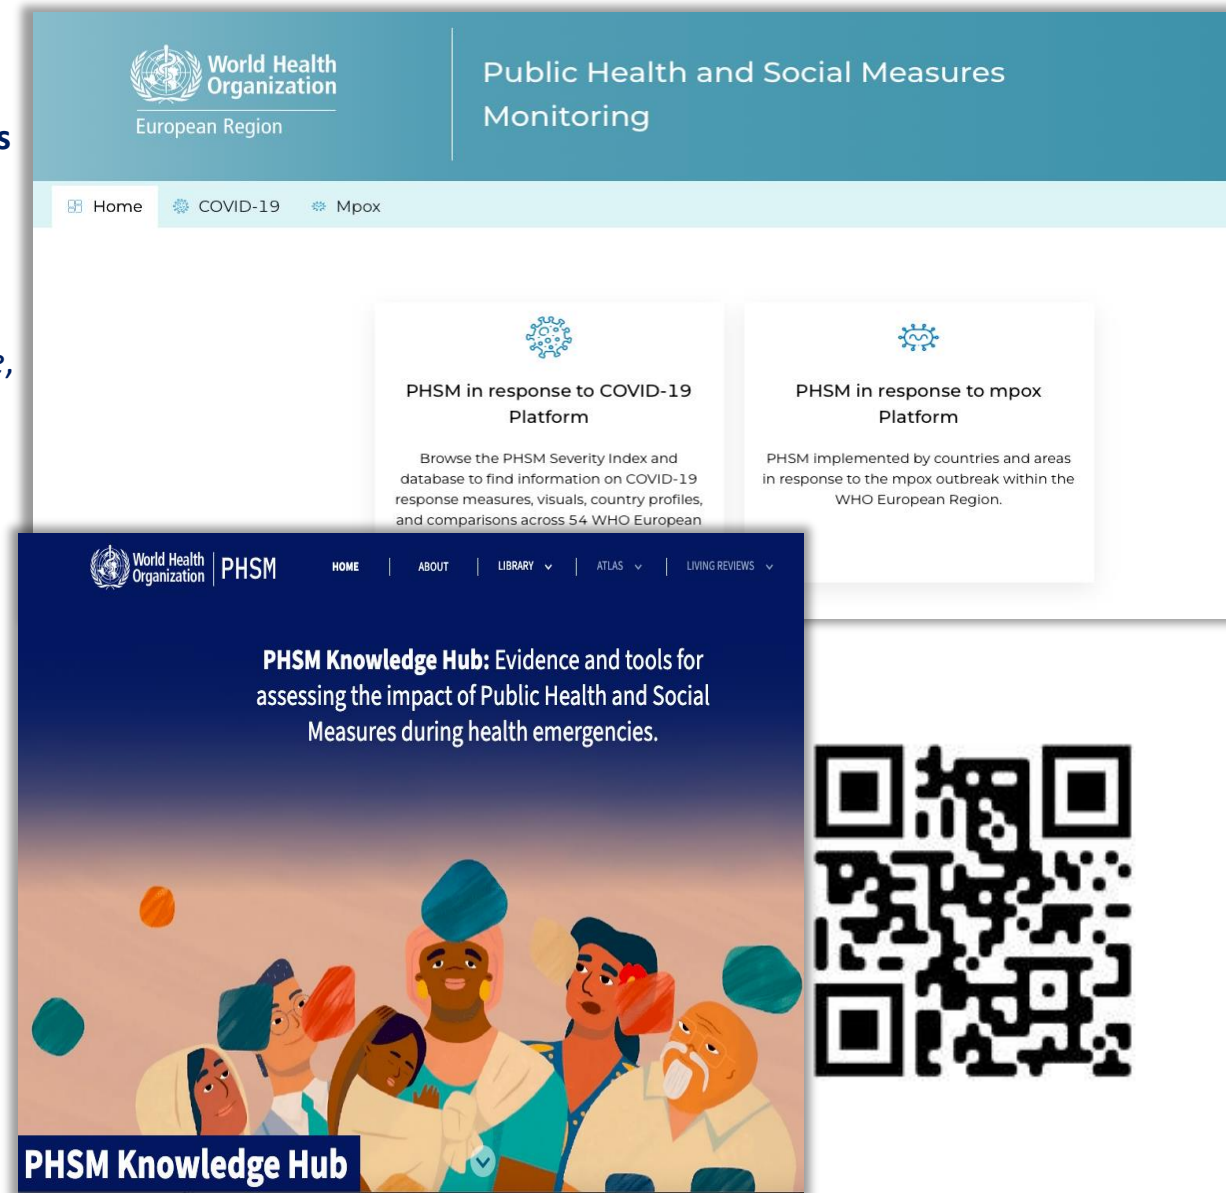 World Health
Organization
European Region
Public Health and Social Measures
Monitoring
s
Home
COVID-19
Mpox
e,
PHSM in response to COVID-19
Platform
Browse the PHSM Severity Index and
database to find information on COVID-19
response measures, visuals, country profiles,
and comparisons across 54 WHO European
PHSM in response to mpox
Platform
PHSM implemented by countries and areas
in response to the mpox outbreak within the
WHO European Region.
World Health
Organization
PHSM
HOME
ABOUT
LIBRARY
ATLAS
LIVING REVIEWS
PHSM Knowledge Hub: Evidence and tools for
assessing the impact of Public Health and Social
Measures during health emergencies.
PHSM Knowledge Hub